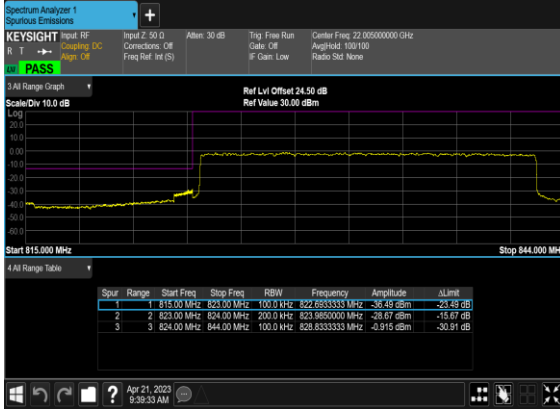 Spectrum Analyzer 1
Spurious Emissions
+
KEYSIGHT Input: RF Input Z: 50 Ω Atten: 30 dB Trig: Free Run Center Freq: 22.005000000 GHz
R T Coupling: DC Corrections: Off Gate: Off Avg|Hold: 100/100
Align: Off Freq Ref: Int (S) IF Gain: Low Radio Std: None
PASS
3 All Range Graph
Ref Lvl Offset 24.50 dB
Scale/Div 10.0 dB Ref Value 30.00 dBm
Log
20.0
10.0
0.00
-10.0
-20.0
-30.0
-40.0
-50.0
-60.0
Start 815.000 MHz Stop 844.000 MH
4 All Range Table
Spur Range Start Freq Stop Freq RBW Frequency Amplitude ΔLimit
1 1 815.00 MHz 823.00 MHz 100.0 kHz 822.6933333 MHz -36.49 dBm -23.49 dB
2 2 823.00 MHz 824.00 MHz 200.0 kHz 823.9850000 MHz -28.67 dBm -15.67 dB
3 3 824.00 MHz 844.00 MHz 100.0 kHz 828.8333333 MHz -0.915 dBm -30.91 dB
? Apr 21, 2023
9:39:33 AM